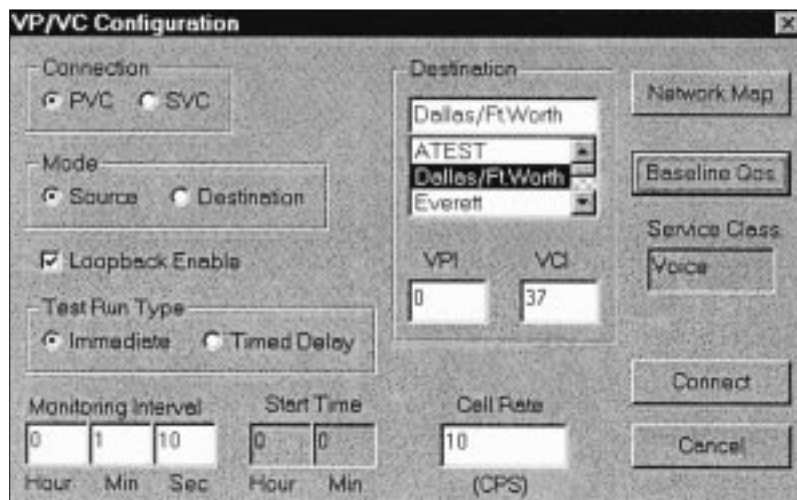 VP/VC Configuration
Connection
PVC SVC
Mode
Source Destination
Loopback Enable
Test Run Type
Immediate Timed Delay
Monitoring Interval
0 1 10
Hour Min Sec
Start Time
0 0
Hour Min
Destination
Dallas/Ft.Worth
ATEST
Dallas/Ft.Worth
Everett
VPI VCI
0 37
Cell Rate
10
(CPS)
Network Map
Baseline Qos
Service Class
Voice
Connect
Cancel